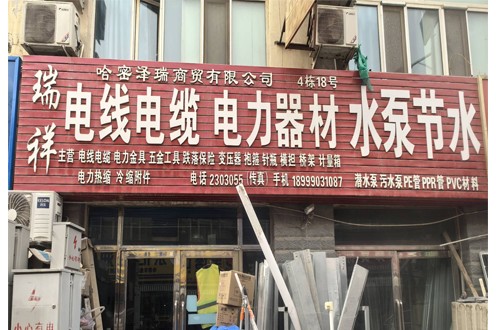 哈密泽瑞商贸有限公司 4栋18号
瑞祥
电线电缆 电力器材 水泵节水
主营:电线电缆 电力金具 五金工具 跌落保险 变压器 抱箍 针瓶 横担 桥架 计量箱
电力热缩 冷缩附件 电话 2303055(传真) 手机 18999031087 潜水泵 污水泵 PE管 PPR管 PVC材料